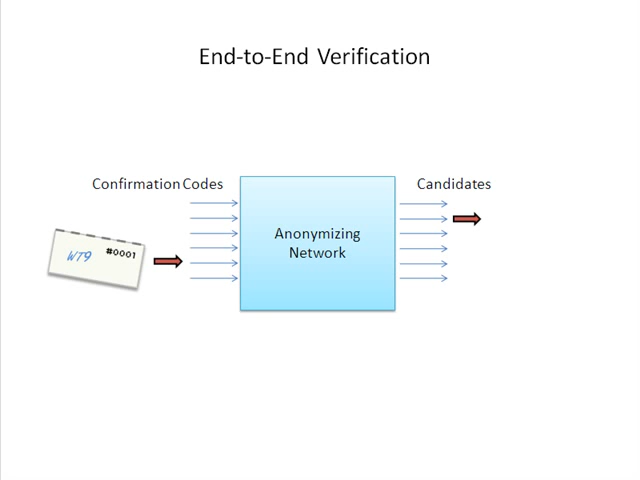 End-to-End Verification
Confirmation Codes
Candidates
Anonymizing
Network
WT9
#0001